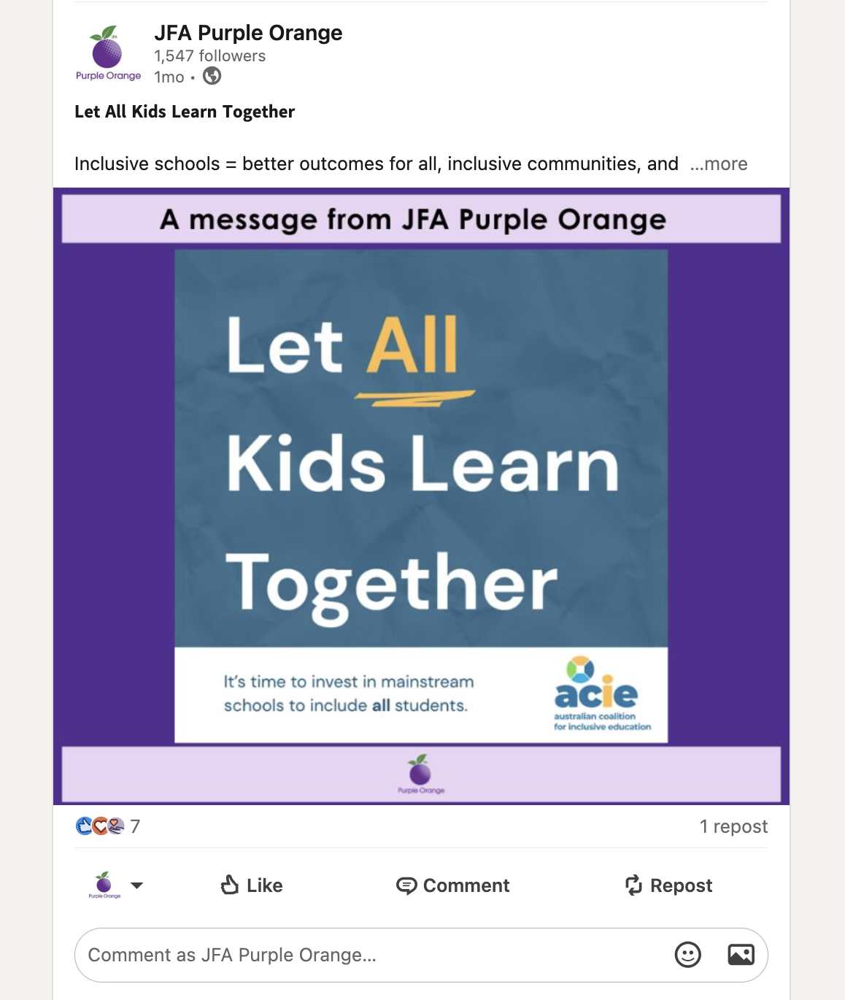 JFA
Purple Orange
JFA Purple Orange
1,547 followers
1mo •
Let All Kids Learn Together
Inclusive schools = better outcomes for all, inclusive communities, and ...more
A message from JFA Purple Orange
Let All
Kids Learn
Together
It's time to invest in mainstream
schools to include all students.
acie
australian coalition
for inclusive education
Purple Orange
7
1 repost
Purple Orange
Like
Comment
Repost
Comment as JFA Purple Orange...